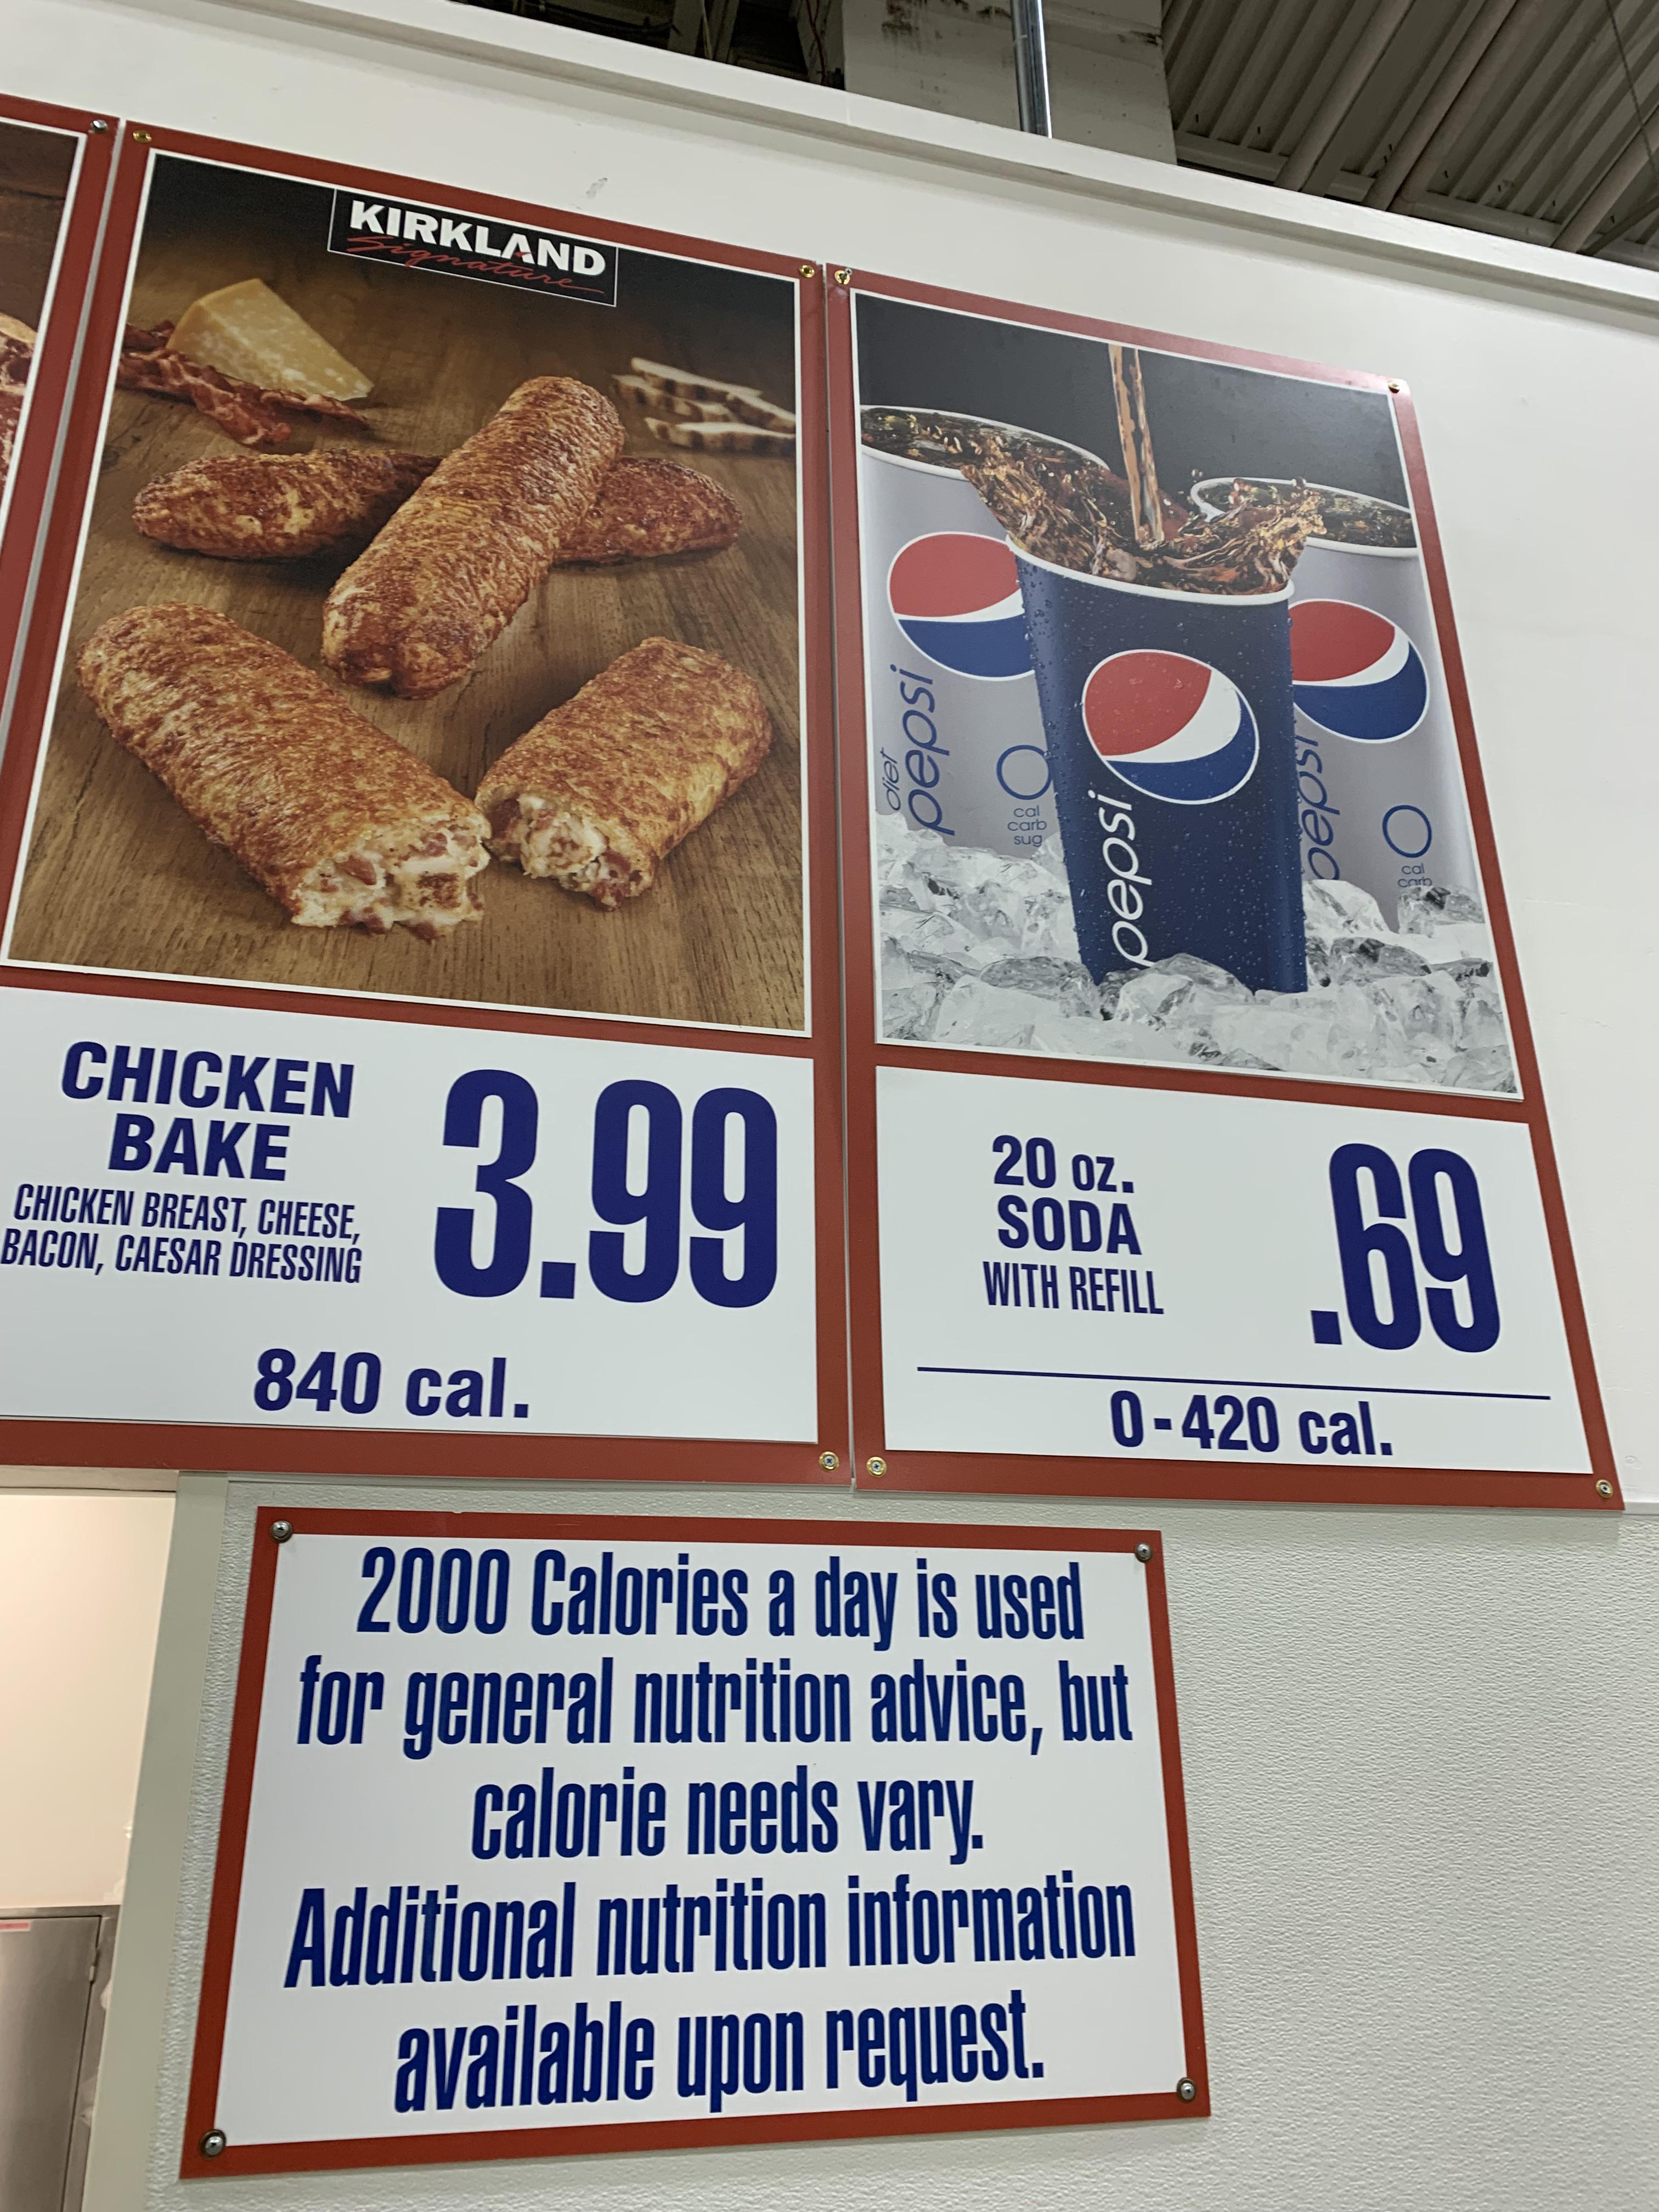 KIRKLAND
Signature
CHICKEN
BAKE
CHICKEN BREAST, CHEESE,
BACON, CAESAR DRESSING
3.99
840 cal.
diet
pepsi
0
cal
carb
sug
pepsi
pepsi
0
cal
carb
20 oz.
SODA
WITH REFILL
.69
0-420 cal.
2000 Calories a day is used
for general nutrition advice, but
calorie needs vary.
Additional nutrition information
available upon request.